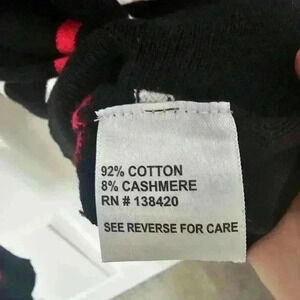 92% COTTON
8% CASHMERE
RN # 138420
SEE REVERSE FOR CARE